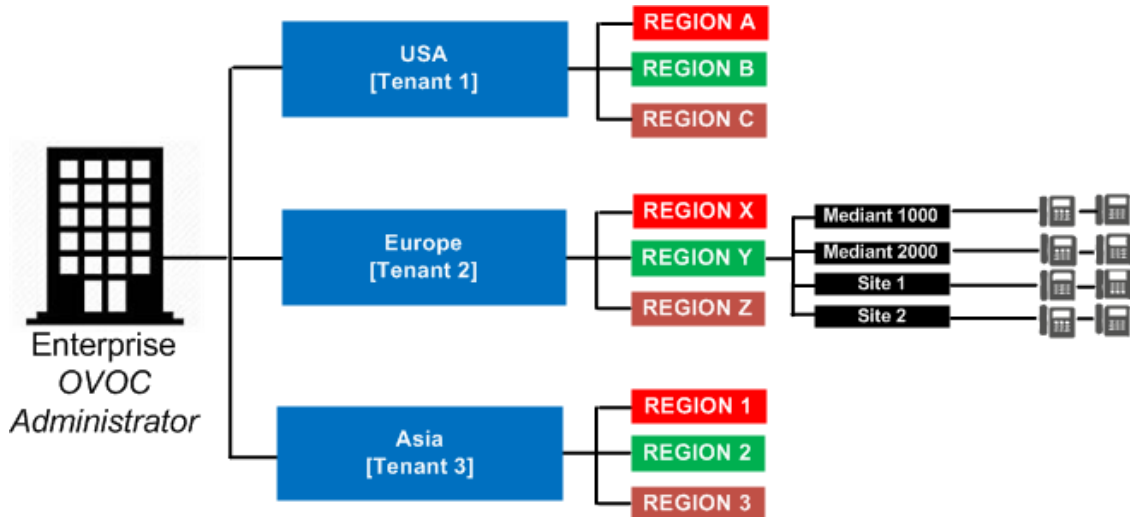 USA
[Tenant 1]
REGION A
REGION B
REGION C
Enterprise
OVOC
Administrator
Europe
[Tenant 2]
REGION X
REGION Y
REGION Z
Mediant 1000
Mediant 2000
Site 1
Site 2
Asia
[Tenant 3]
REGION 1
REGION 2
REGION 3